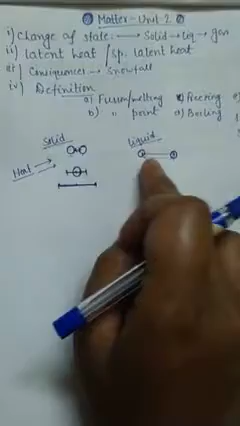 Matter - Unit 2
i) Change of state: → Solid → Liq → gas
ii) latent heat / sp. latent heat
iii) Consequences → Snowfall
iv) Definition
a) Fusion/melting c) Freezing e)
b) " point d) Boiling
Solid Liquid
Heat